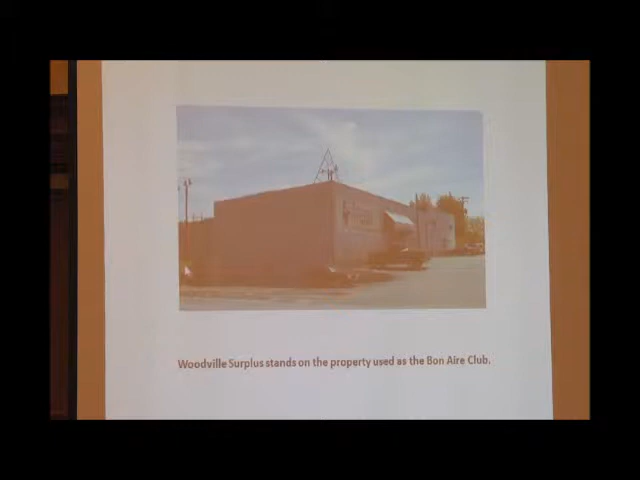 Woodville Surplus stands on the property used as the Bon Aire Club.